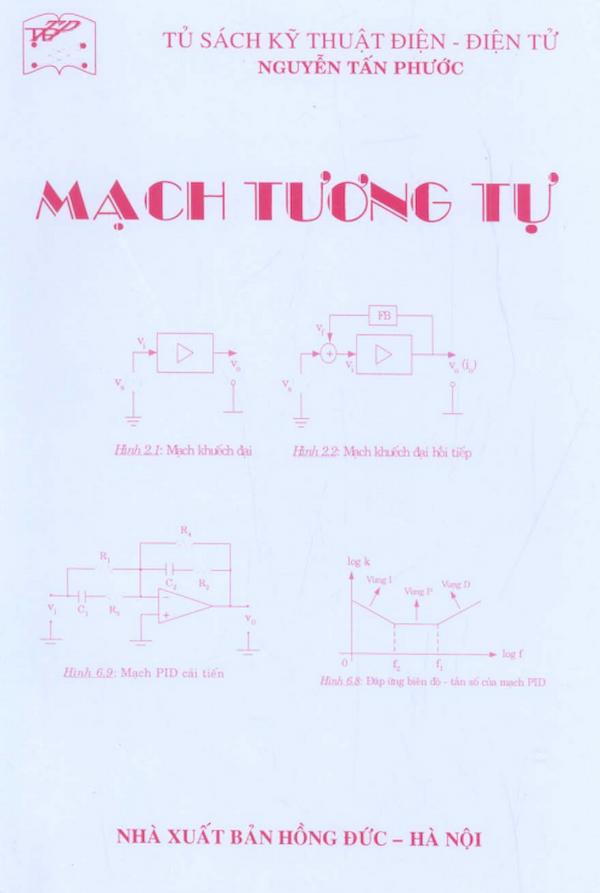 TỦ SÁCH KỸ THUẬT ĐIỆN - ĐIỆN TỬ
NGUYỄN TẤN PHƯỚC
MẠCH TƯƠNG TỰ
FB
v_f
v_i
v_o
v_s
+
v_i
v_o (i_o)
v_s
Hình 2.1: Mạch khuếch đại
Hình 2.2: Mạch khuếch đại hồi tiếp
R_4
R_1
C_2
R_2
v_i
C_1
R_3
−
+
v_0
Hình 6.9: Mạch PID cải tiến
log k
Vùng I
Vùng P
Vùng D
0
f_2
f_1
log f
Hình 6.8: Đáp ứng biên độ - tần số của mạch PID
NHÀ XUẤT BẢN HỒNG ĐỨC – HÀ NỘI